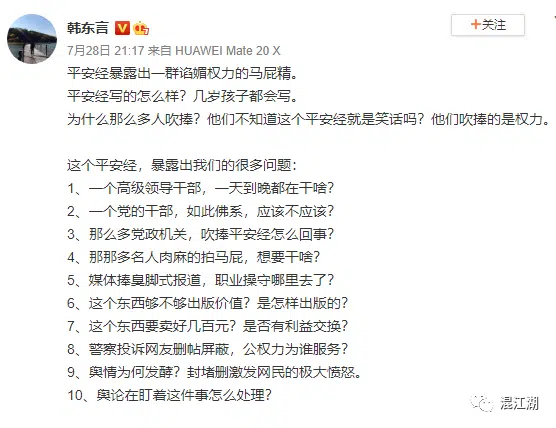 韩东言
+关注
7月28日 21:17 来自 HUAWEI Mate 20 X
平安经暴露出一群谄媚权力的马屁精。
平安经写的怎么样？几岁孩子都会写。
为什么那么多人吹捧？他们不知道这个平安经就是笑话吗？他们吹捧的是权力。
这个平安经，暴露出我们的很多问题：
1、一个高级领导干部，一天到晚都在干啥？
2、一个党的干部，如此佛系，应该不应该？
3、那么多党政机关，吹捧平安经怎么回事？
4、那那多名人肉麻的拍马屁，想要干啥？
5、媒体捧臭脚式报道，职业操守哪里去了？
6、这个东西够不够出版价值？是怎样出版的？
7、这个东西要卖好几百元？是否有利益交换？
8、警察投诉网友删帖屏蔽，公权力为谁服务？
9、舆情为何发酵？封堵删激发网民的极大愤怒。
10、舆论在盯着这件事怎么处理？
混江湖